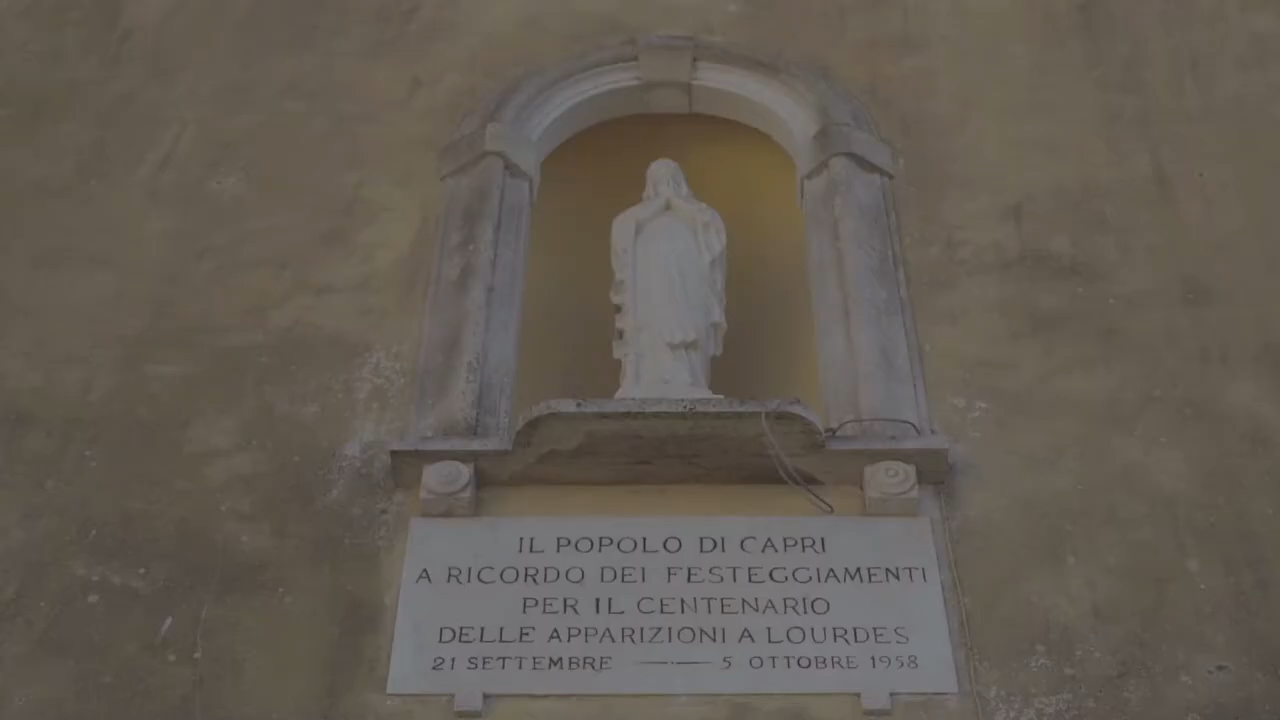 IL POPOLO DI CAPRI
A RICORDO DEI FESTEGGIAMENTI
PER IL CENTENARIO
DELLE APPARIZIONI A LOURDES
21 SETTEMBRE — 5 OTTOBRE 1958